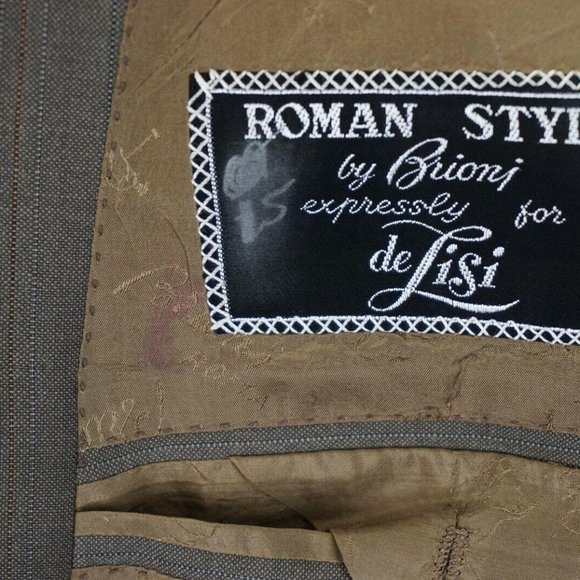 ROMAN STYL
by Brioni
expressly for
de Lisi